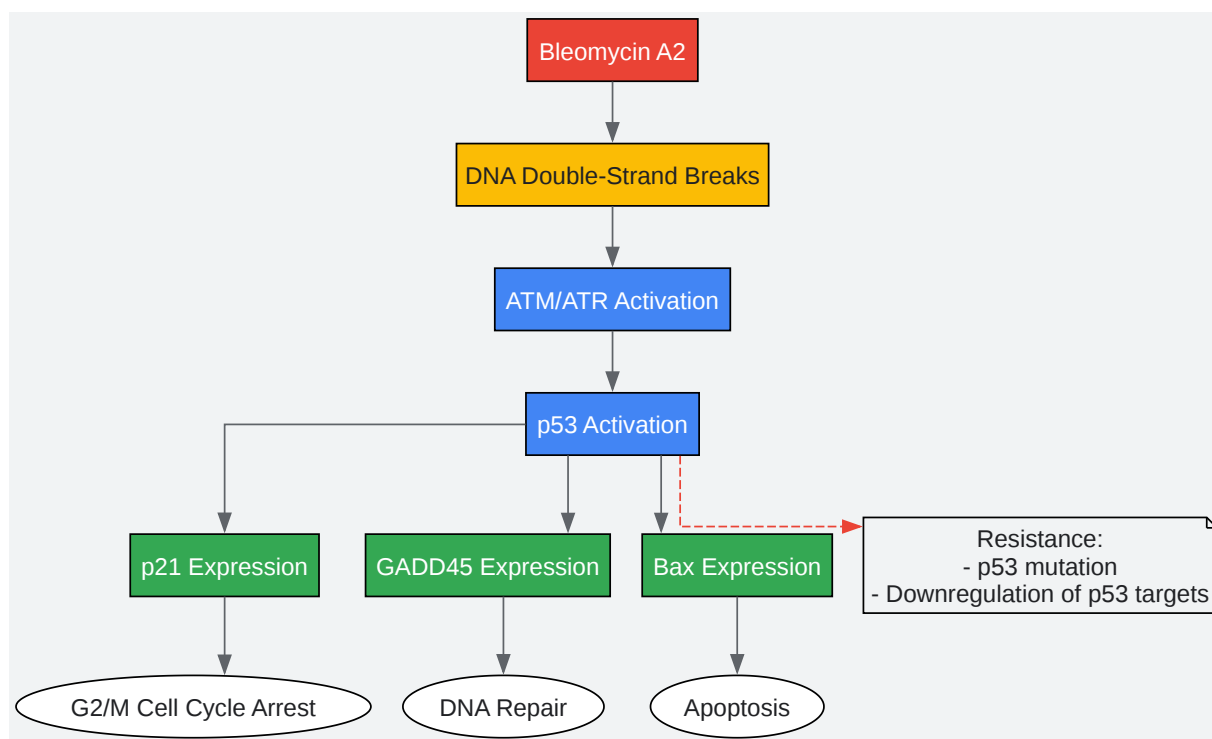 Bleomycin A2
DNA Double-Strand Breaks
ATM/ATR Activation
p53 Activation
p21 Expression
GADD45 Expression
Bax Expression
Resistance:
- p53 mutation
- Downregulation of p53 targets
G2/M Cell Cycle Arrest
DNA Repair
Apoptosis